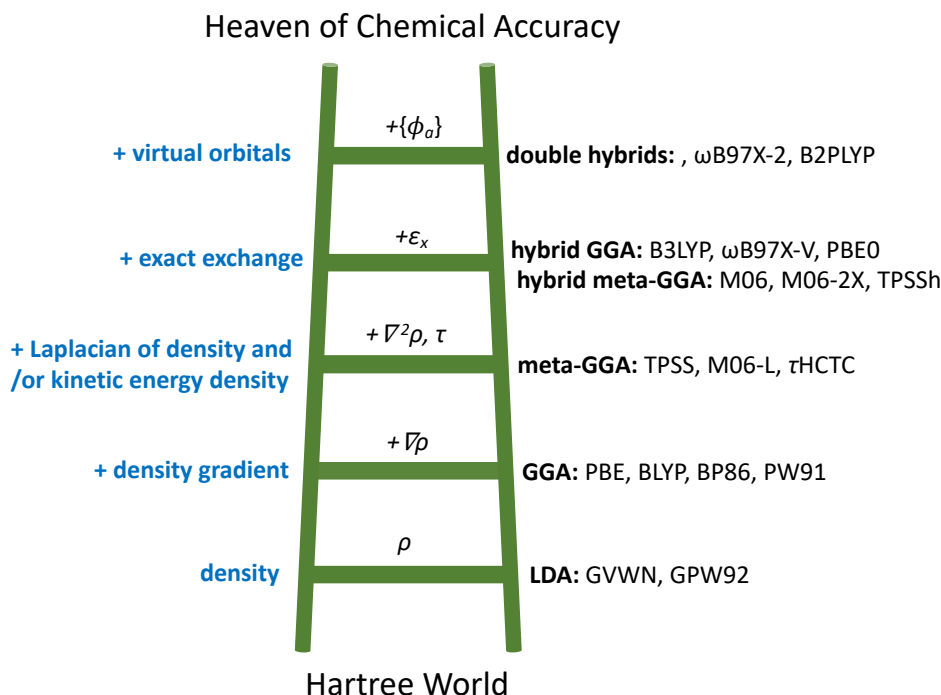 Heaven of Chemical Accuracy
+{ϕₐ}
+ virtual orbitals
double hybrids: , ωB97X-2, B2PLYP
+εₓ
+ exact exchange
hybrid GGA: B3LYP, ωB97X-V, PBE0
hybrid meta-GGA: M06, M06-2X, TPSSh
+ ∇²ρ, τ
+ Laplacian of density and
/or kinetic energy density
meta-GGA: TPSS, M06-L, τHCTC
+ ∇ρ
+ density gradient
GGA: PBE, BLYP, BP86, PW91
ρ
density
LDA: GVWN, GPW92
Hartree World